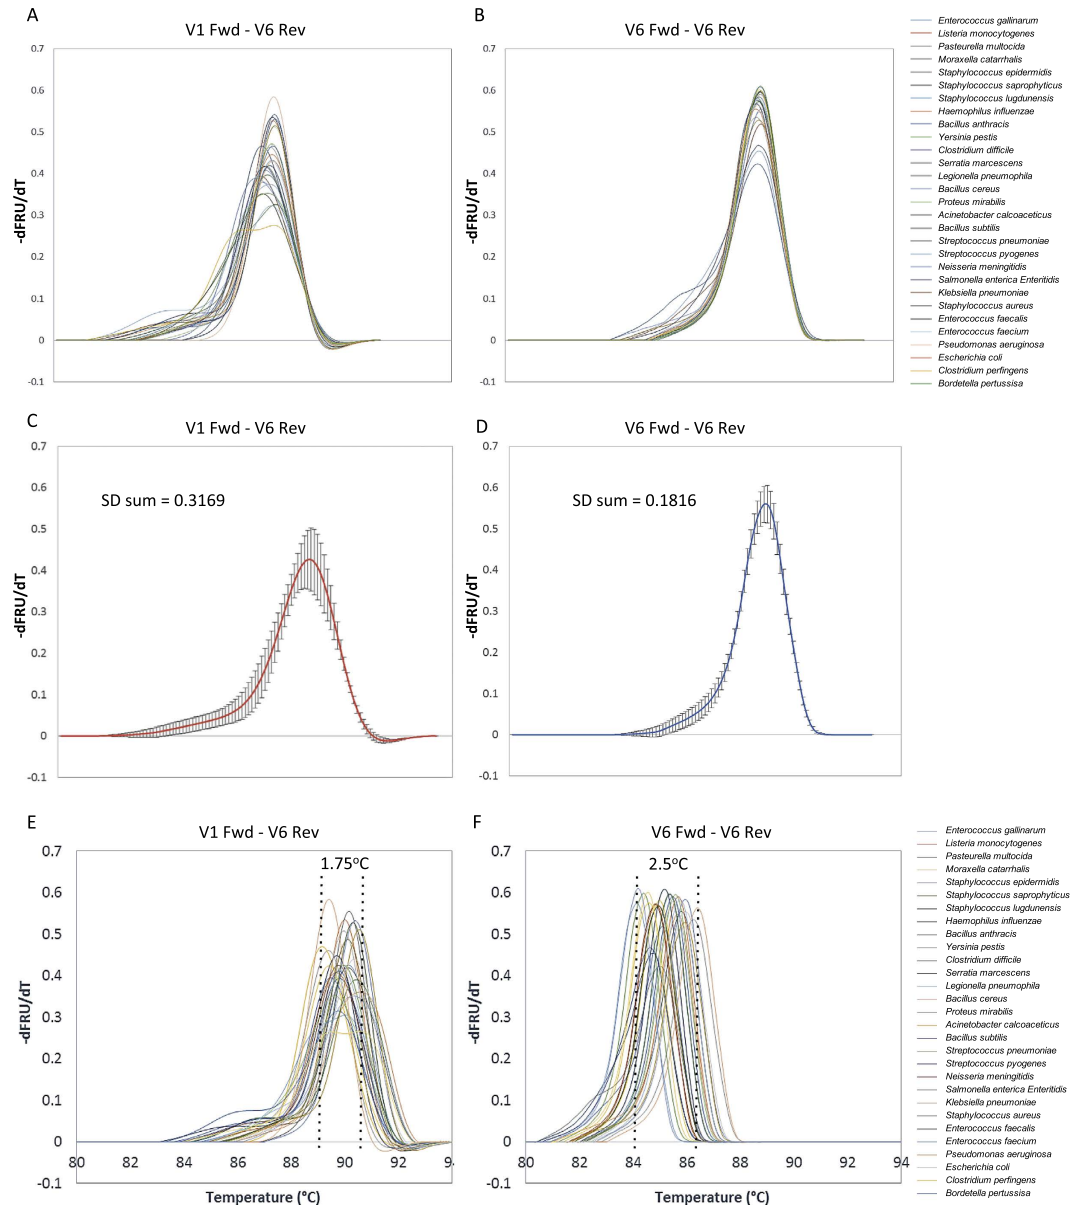 A
V1 Fwd - V6 Rev
0.7
0.6
0.5
0.4
0.3
0.2
0.1
0
-0.1
-dFRU/dT
B
V6 Fwd - V6 Rev
0.7
0.6
0.5
0.4
0.3
0.2
0.1
0
-0.1
-dFRU/dT
Enterococcus gallinarum
Listeria monocytogenes
Pasteurella multocida
Moraxella catarrhalis
Staphylococcus epidermidis
Staphylococcus saprophyticus
Staphylococcus lugdunensis
Haemophilus influenzae
Bacillus anthracis
Yersinia pestis
Clostridium difficile
Serratia marcescens
Legionella pneumophila
Bacillus cereus
Proteus mirabilis
Acinetobacter calcoaceticus
Bacillus subtilis
Streptococcus pneumoniae
Streptococcus pyogenes
Neisseria meningitidis
Salmonella enterica Enteritidis
Klebsiella pneumoniae
Staphylococcus aureus
Enterococcus faecalis
Enterococcus faecium
Pseudomonas aeruginosa
Escherichia coli
Clostridium perfingens
Bordetella pertussisa
C
V1 Fwd - V6 Rev
0.7
0.6
0.5
0.4
0.3
0.2
0.1
0
-0.1
-dFRU/dT
SD sum = 0.3169
D
V6 Fwd - V6 Rev
0.7
0.6
0.5
0.4
0.3
0.2
0.1
0
-0.1
-dFRU/dT
SD sum = 0.1816
E
V1 Fwd - V6 Rev
0.7
0.6
0.5
0.4
0.3
0.2
0.1
0
-0.1
-dFRU/dT
1.75°C
80 82 84 86 88 90 92 94
Temperature (°C)
F
V6 Fwd - V6 Rev
0.7
0.6
0.5
0.4
0.3
0.2
0.1
0
-0.1
-dFRU/dT
2.5°C
80 82 84 86 88 90 92 94
Temperature (°C)
Enterococcus gallinarum
Listeria monocytogenes
Pasteurella multocida
Moraxella catarrhalis
Staphylococcus epidermidis
Staphylococcus saprophyticus
Staphylococcus lugdunensis
Haemophilus influenzae
Bacillus anthracis
Yersinia pestis
Clostridium difficile
Serratia marcescens
Legionella pneumophila
Bacillus cereus
Proteus mirabilis
Acinetobacter calcoaceticus
Bacillus subtilis
Streptococcus pneumoniae
Streptococcus pyogenes
Neisseria meningitidis
Salmonella enterica Enteritidis
Klebsiella pneumoniae
Staphylococcus aureus
Enterococcus faecalis
Enterococcus faecium
Pseudomonas aeruginosa
Escherichia coli
Clostridium perfingens
Bordetella pertussisa